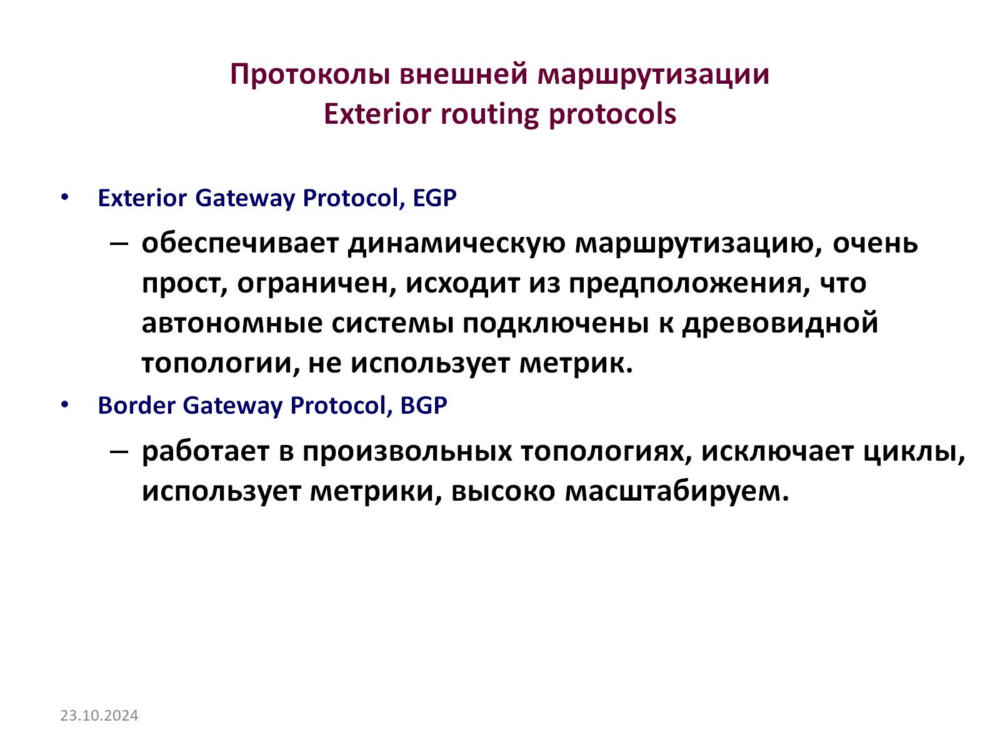 Протоколы внешней маршрутизации
Exterior routing protocols
• Exterior Gateway Protocol, EGP
– обеспечивает динамическую маршрутизацию, очень
прост, ограничен, исходит из предположения, что
автономные системы подключены к древовидной
топологии, не использует метрик.
• Border Gateway Protocol, BGP
– работает в произвольных топологиях, исключает циклы,
использует метрики, высоко масштабируем.
23.10.2024